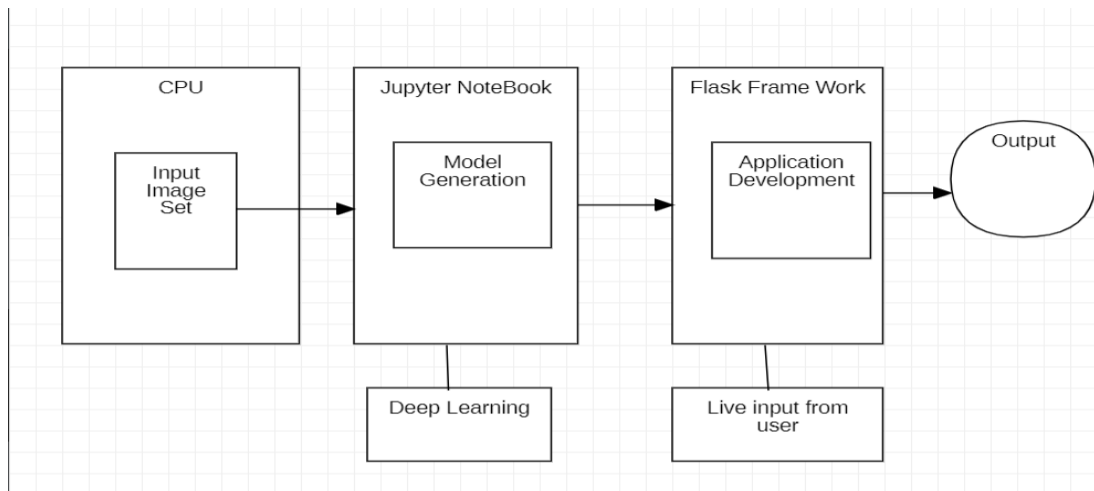 CPU
Input
Image
Set
Jupyter NoteBook
Model
Generation
Deep Learning
Flask Frame Work
Application
Development
Live input from
user
Output